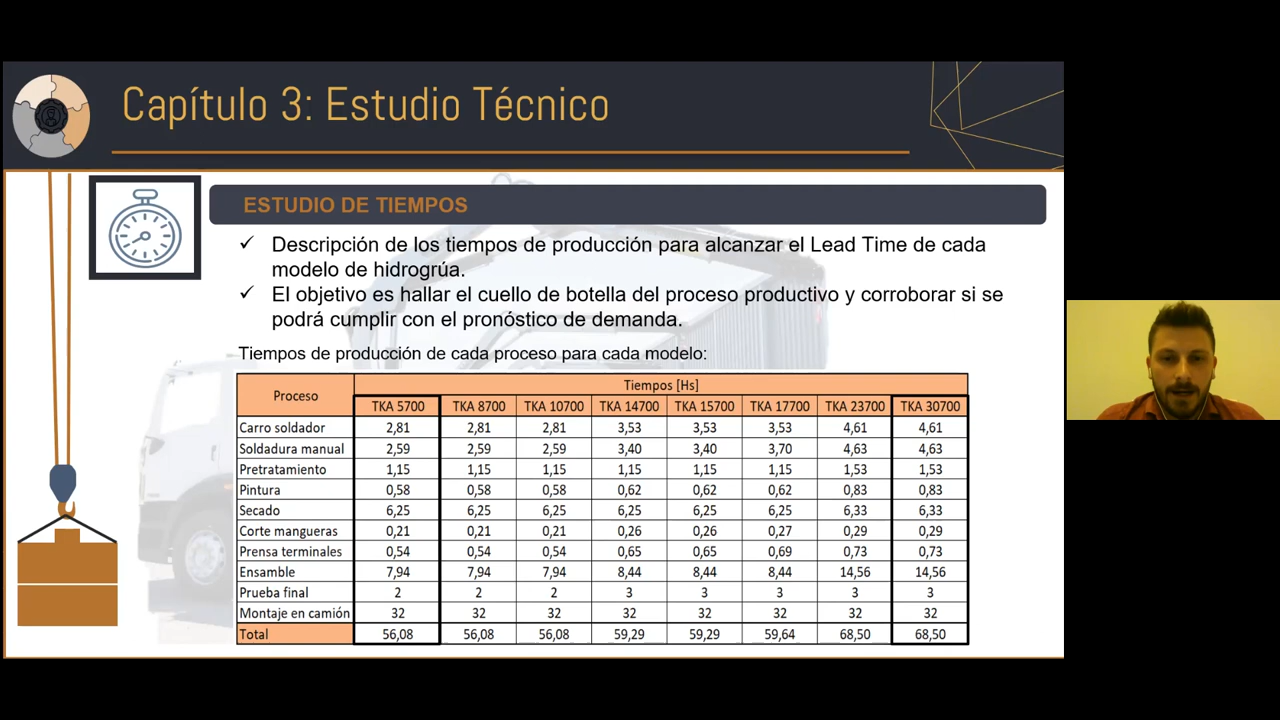 Capítulo 3: Estudio Técnico
ESTUDIO DE TIEMPOS
✓ Descripción de los tiempos de producción para alcanzar el Lead Time de cada
modelo de hidrogrúa.
✓ El objetivo es hallar el cuello de botella del proceso productivo y corroborar si se
podrá cumplir con el pronóstico de demanda.
Tiempos de producción de cada proceso para cada modelo:
Proceso Tiempos [Hs]
TKA 5700 TKA 8700 TKA 10700 TKA 14700 TKA 15700 TKA 17700 TKA 23700 TKA 30700
Carro soldador 2,81 2,81 2,81 3,53 3,53 3,53 4,61 4,61
Soldadura manual 2,59 2,59 2,59 3,40 3,40 3,70 4,63 4,63
Pretratamiento 1,15 1,15 1,15 1,15 1,15 1,15 1,53 1,53
Pintura 0,58 0,58 0,58 0,62 0,62 0,62 0,83 0,83
Secado 6,25 6,25 6,25 6,25 6,25 6,25 6,33 6,33
Corte mangueras 0,21 0,21 0,21 0,26 0,26 0,27 0,29 0,29
Prensa terminales 0,54 0,54 0,54 0,65 0,65 0,69 0,73 0,73
Ensamble 7,94 7,94 7,94 8,44 8,44 8,44 14,56 14,56
Prueba final 2 2 2 3 3 3 3 3
Montaje en camión 32 32 32 32 32 32 32 32
Total 56,08 56,08 56,08 59,29 59,29 59,64 68,50 68,50